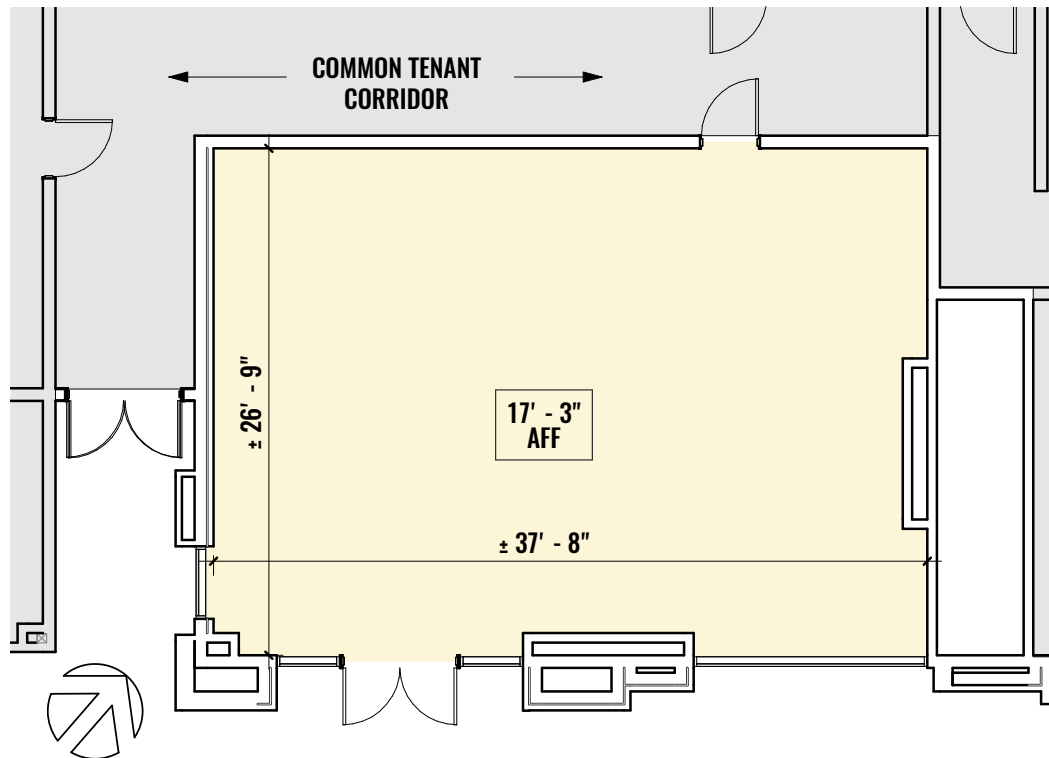 COMMON TENANT
CORRIDOR
± 26' - 9"
17' - 3"
AFF
± 37' - 8"